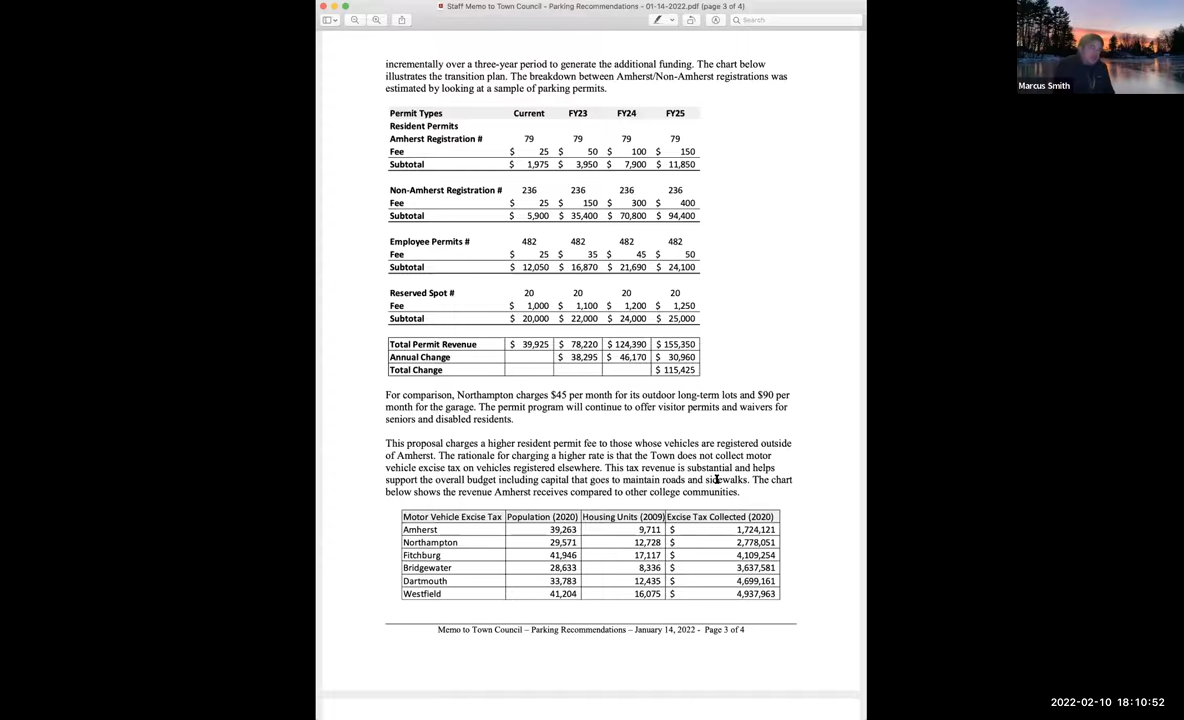 Staff Memo to Town Council – Parking Recommendations - 01-14-2022.pdf (page 3 of 4)
Search
Marcus Smith
incrementally over a three-year period to generate the additional funding. The chart below
illustrates the transition plan. The breakdown between Amherst/Non-Amherst registrations was
estimated by looking at a sample of parking permits.
Permit Types Current FY23 FY24 FY25
Resident Permits
Amherst Registration # 79 79 79 79
Fee $ 25 $ 50 $ 100 $ 150
Subtotal $ 1,975 $ 3,950 $ 7,900 $ 11,850
Non-Amherst Registration # 236 236 236 236
Fee $ 25 $ 150 $ 300 $ 400
Subtotal $ 5,900 $ 35,400 $ 70,800 $ 94,400
Employee Permits # 482 482 482 482
Fee $ 25 $ 35 $ 45 $ 50
Subtotal $ 12,050 $ 16,870 $ 21,690 $ 24,100
Reserved Spot # 20 20 20 20
Fee $ 1,000 $ 1,100 $ 1,200 $ 1,250
Subtotal $ 20,000 $ 22,000 $ 24,000 $ 25,000
Total Permit Revenue $ 39,925 $ 78,220 $ 124,390 $ 155,350
Annual Change $ 38,295 $ 46,170 $ 30,960
Total Change $ 115,425
For comparison, Northampton charges $45 per month for its outdoor long-term lots and $90 per
month for the garage. The permit program will continue to offer visitor permits and waivers for
seniors and disabled residents.
This proposal charges a higher resident permit fee to those whose vehicles are registered outside
of Amherst. The rationale for charging a higher rate is that the Town does not collect motor
vehicle excise tax on vehicles registered elsewhere. This tax revenue is substantial and helps
support the overall budget including capital that goes to maintain roads and sidewalks. The chart
below shows the revenue Amherst receives compared to other college communities.
Motor Vehicle Excise Tax Population (2020) Housing Units (2009) Excise Tax Collected (2020)
Amherst 39,263 9,711 $ 1,724,121
Northampton 29,571 12,728 $ 2,778,051
Fitchburg 41,946 17,117 $ 4,109,254
Bridgewater 28,633 8,336 $ 3,637,581
Dartmouth 33,783 12,435 $ 4,699,161
Westfield 41,204 16,075 $ 4,937,963
Memo to Town Council – Parking Recommendations – January 14, 2022 - Page 3 of 4
2022-02-10 18:10:52